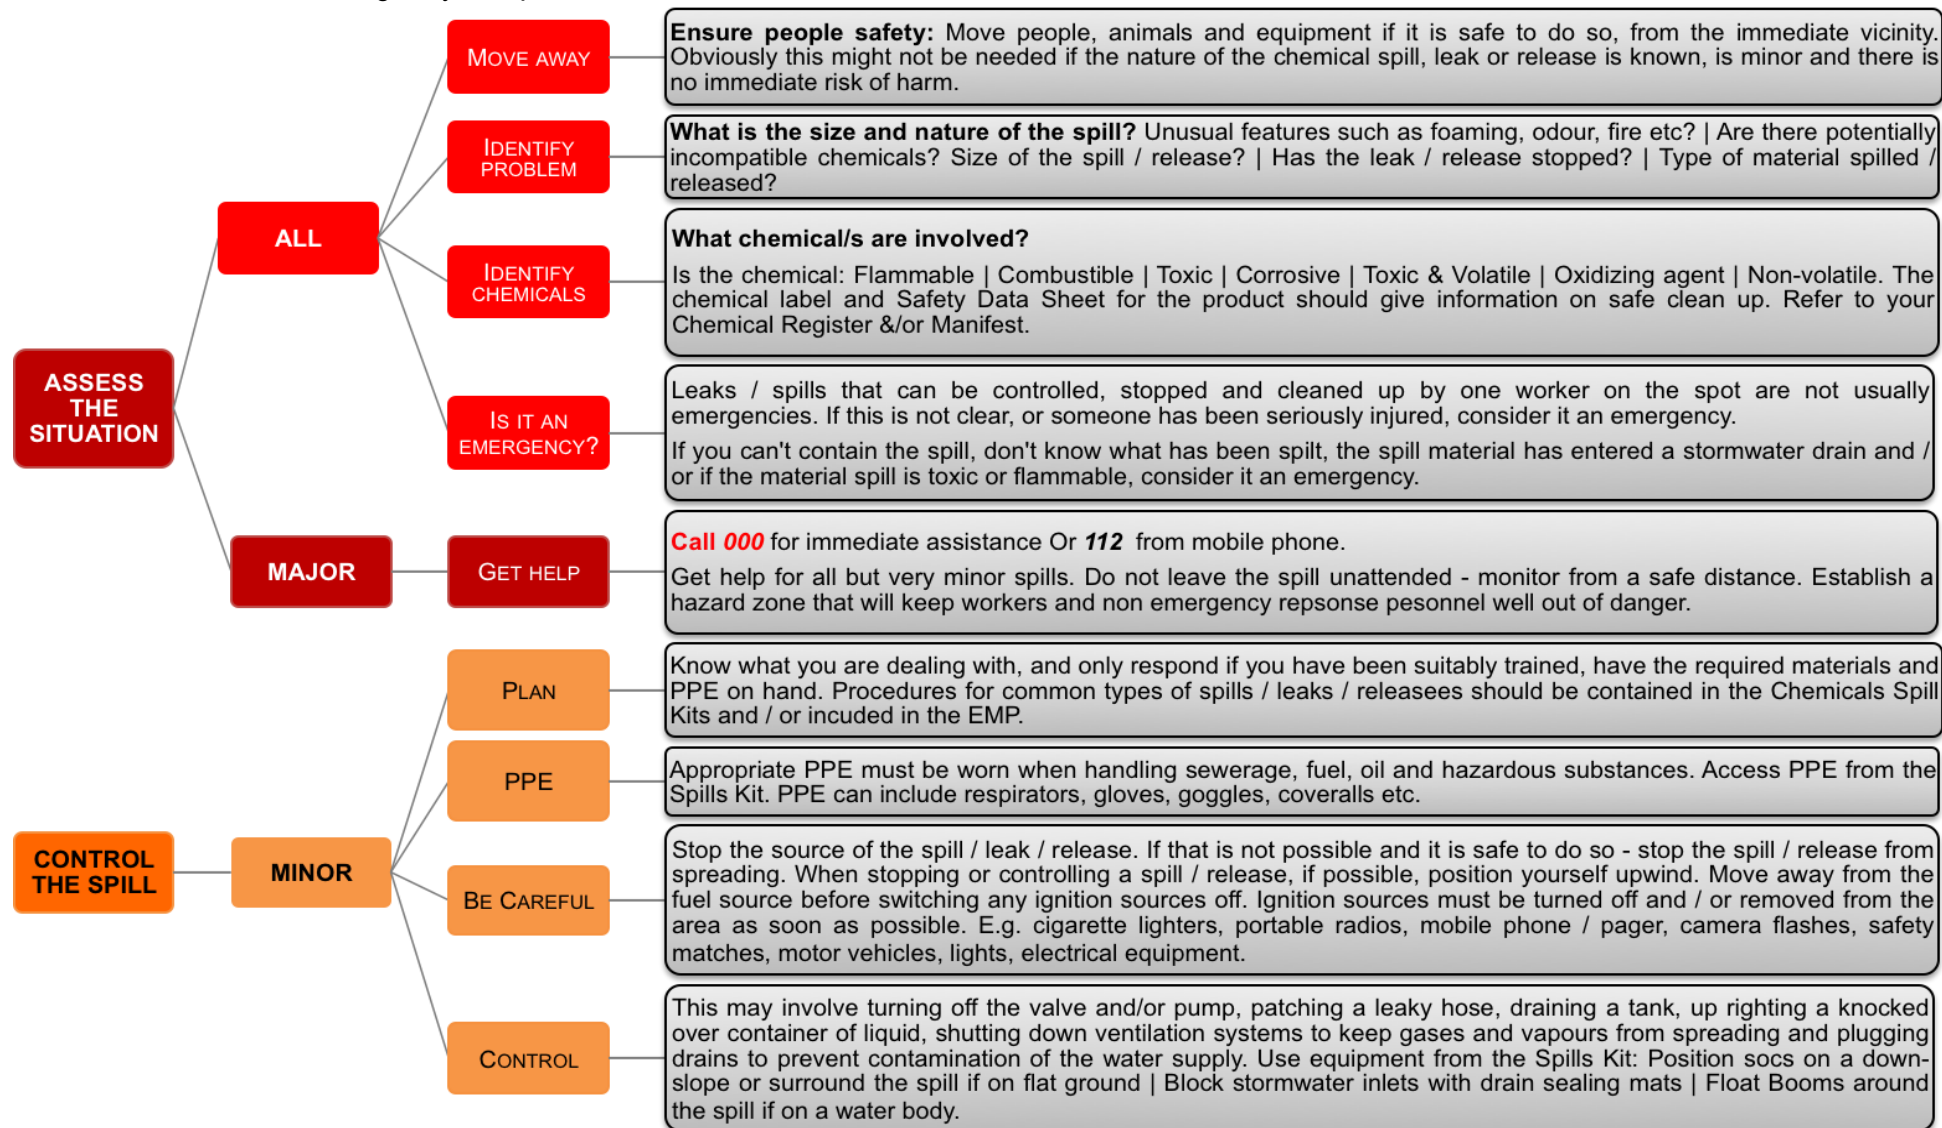 MOVE AWAY
Ensure people safety: Move people, animals and equipment if it is safe to do so, from the immediate vicinity.
Obviously this might not be needed if the nature of the chemical spill, leak or release is known, is minor and there is
no immediate risk of harm.
IDENTIFY
PROBLEM
What is the size and nature of the spill? Unusual features such as foaming, odour, fire etc? | Are there potentially
incompatible chemicals? Size of the spill / release? | Has the leak / release stopped? | Type of material spilled /
released?
ALL
IDENTIFY
CHEMICALS
What chemical/s are involved?
Is the chemical: Flammable | Combustible | Toxic | Corrosive | Toxic & Volatile | Oxidizing agent | Non-volatile. The
chemical label and Safety Data Sheet for the product should give information on safe clean up. Refer to your
Chemical Register &/or Manifest.
ASSESS
THE
SITUATION
IS IT AN
EMERGENCY?
Leaks / spills that can be controlled, stopped and cleaned up by one worker on the spot are not usually
emergencies. If this is not clear, or someone has been seriously injured, consider it an emergency.
If you can't contain the spill, don't know what has been spilt, the spill material has entered a stormwater drain and /
or if the material spill is toxic or flammable, consider it an emergency.
MAJOR
GET HELP
Call 000 for immediate assistance Or 112 from mobile phone.
Get help for all but very minor spills. Do not leave the spill unattended - monitor from a safe distance. Establish a
hazard zone that will keep workers and non emergency repsonse pesonnel well out of danger.
PLAN
Know what you are dealing with, and only respond if you have been suitably trained, have the required materials and
PPE on hand. Procedures for common types of spills / leaks / releasees should be contained in the Chemicals Spill
Kits and / or incuded in the EMP.
PPE
Appropriate PPE must be worn when handling sewerage, fuel, oil and hazardous substances. Access PPE from the
Spills Kit. PPE can include respirators, gloves, goggles, coveralls etc.
CONTROL
THE SPILL
MINOR
BE CAREFUL
Stop the source of the spill / leak / release. If that is not possible and it is safe to do so - stop the spill / release from
spreading. When stopping or controlling a spill / release, if possible, position yourself upwind. Move away from the
fuel source before switching any ignition sources off. Ignition sources must be turned off and / or removed from the
area as soon as possible. E.g. cigarette lighters, portable radios, mobile phone / pager, camera flashes, safety
matches, motor vehicles, lights, electrical equipment.
CONTROL
This may involve turning off the valve and/or pump, patching a leaky hose, draining a tank, up righting a knocked
over container of liquid, shutting down ventilation systems to keep gases and vapours from spreading and plugging
drains to prevent contamination of the water supply. Use equipment from the Spills Kit: Position socs on a down-
slope or surround the spill if on flat ground | Block stormwater inlets with drain sealing mats | Float Booms around
the spill if on a water body.